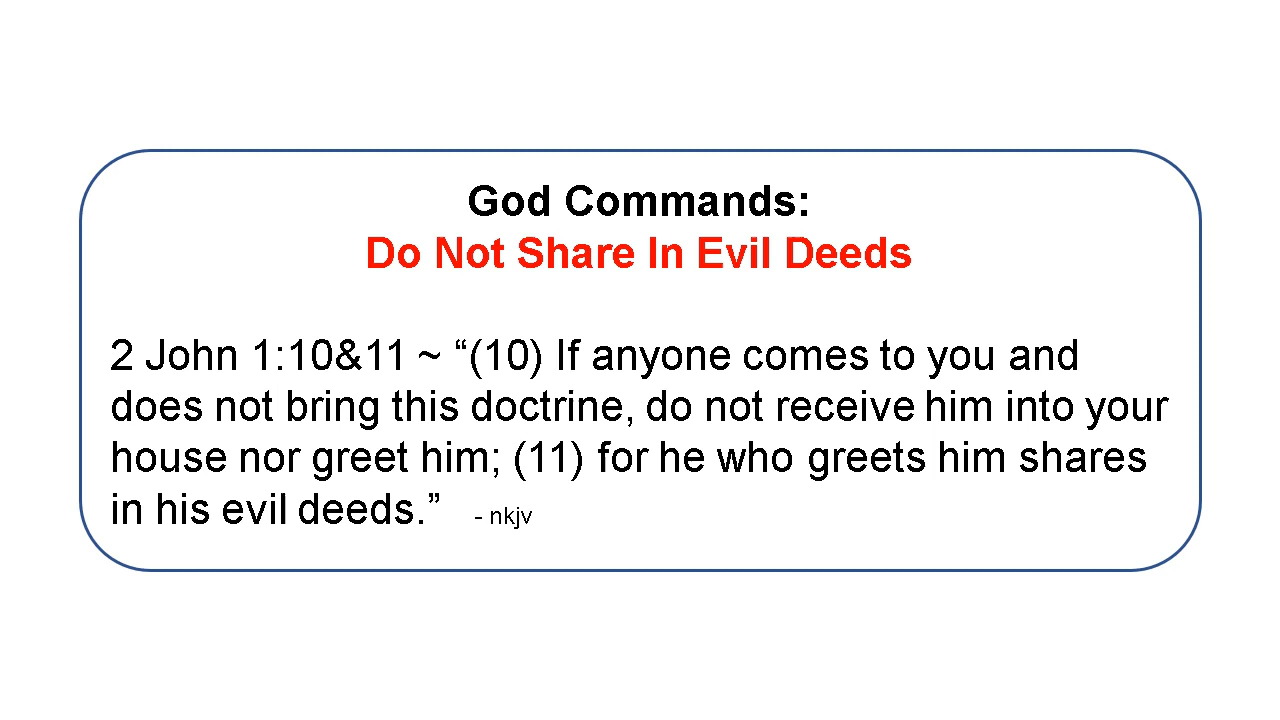 God Commands:
Do Not Share In Evil Deeds
2 John 1:10&11 ~ “(10) If anyone comes to you and
does not bring this doctrine, do not receive him into your
house nor greet him; (11) for he who greets him shares
in his evil deeds.” - nkjv